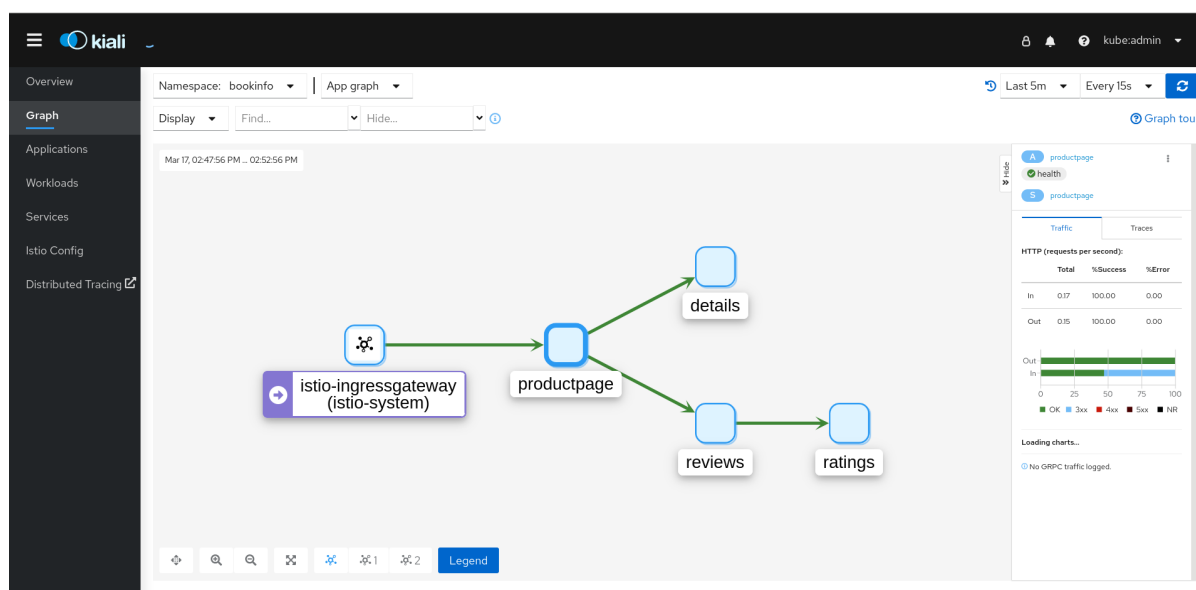 kiali
kube:admin
Overview
Graph
Applications
Workloads
Services
Istio Config
Distributed Tracing
Namespace: bookinfo
App graph
Last 5m
Every 15s
Display
Find...
Hide...
Graph tou
Mar 17, 02:47:56 PM ... 02:52:56 PM
Hide
details
istio-ingressgateway
(istio-system)
productpage
reviews
ratings
1
2
Legend
A productpage
health
S productpage
Traffic Traces
HTTP (requests per second):
Total %Success %Error
In 0.17 100.00 0.00
Out 0.15 100.00 0.00
Out
In
0 25 50 75 100
OK 3xx 4xx 5xx NR
Loading charts...
No GRPC traffic logged.